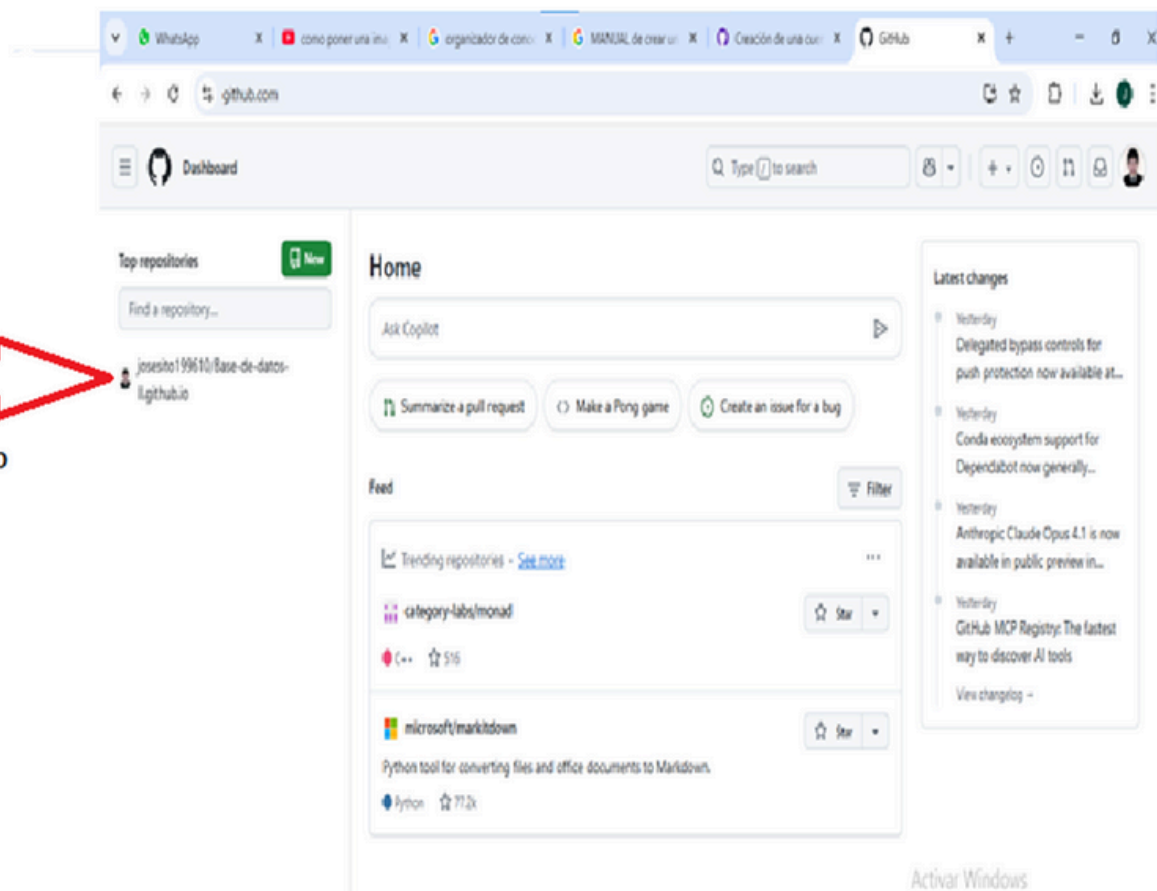 WhatsApp
como poner una ima
organizador de conc
MANUAL de crear un
Creación de una cue
GitHub
github.com
Dashboard
Type / to search
Top repositories
New
Find a repository...
josesito199610/Base-de-datos-
II.github.io
Home
Ask Copilot
Summarize a pull request
Make a Pong game
Create an issue for a bug
Feed
Filter
Trending repositories - See more
category-labs/monad
Star
C++
516
microsoft/markitdown
Star
Python tool for converting files and office documents to Markdown.
Python
77.2k
Latest changes
Yesterday
Delegated bypass controls for
push protection now available at...
Yesterday
Conda ecosystem support for
Dependabot now generally...
Yesterday
Anthropic Claude Opus 4.1 is now
available in public preview in...
Yesterday
GitHub MCP Registry: The fastest
way to discover AI tools
View changelog →
Activar Windows